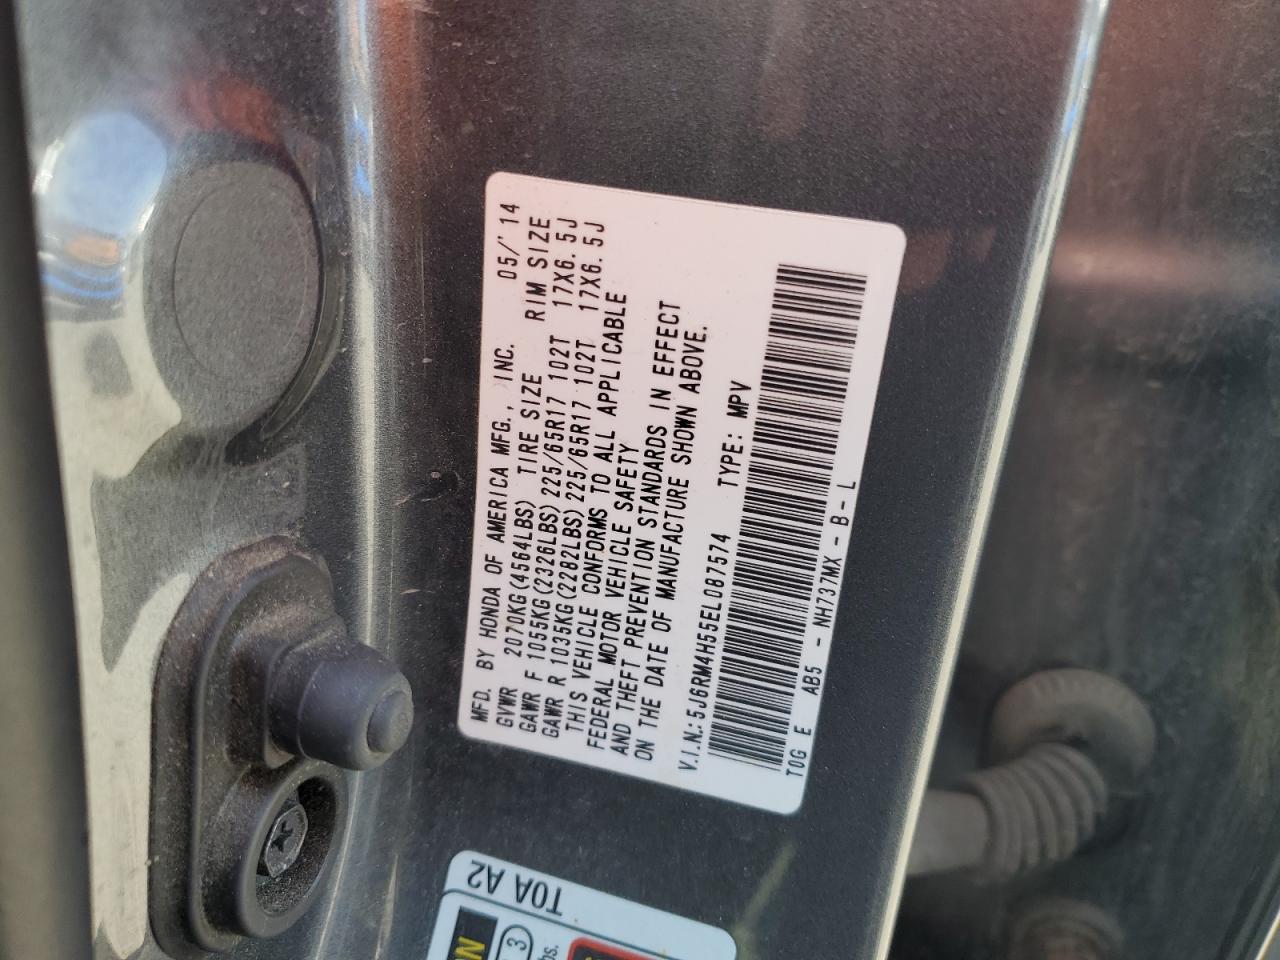 MFD. BY HONDA OF AMERICA MFG., INC. 05/'14
GVWR 2070KG(4564LBS) TIRE SIZE RIM SIZE
GAWR F 1055KG(2326LBS) 225/65R17 102T 17X6.5J
GAWR R 1035KG(2282LBS) 225/65R17 102T 17X6.5J
THIS VEHICLE CONFORMS TO ALL APPLICABLE
FEDERAL MOTOR VEHICLE SAFETY
AND THEFT PREVENTION STANDARDS IN EFFECT
ON THE DATE OF MANUFACTURE SHOWN ABOVE.
V.I.N.: 5J6RM4H55EL087574 TYPE: MPV
T0G E AB5 - NH737MX - B - L
T0A A2
3